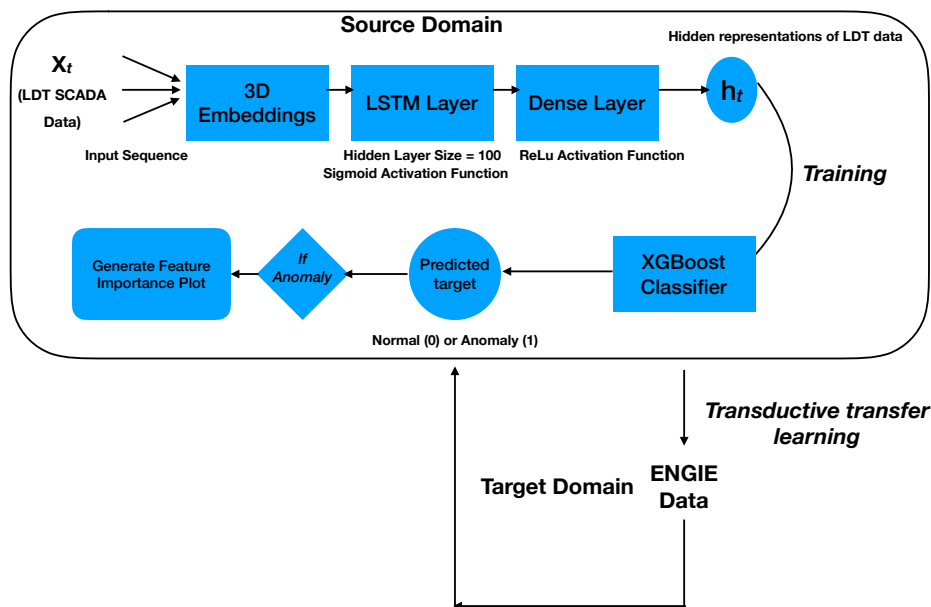 Source Domain
Hidden representations of LDT data
Xt
(LDT SCADA
Data)
3D
Embeddings
LSTM Layer
Dense Layer
ht
Input Sequence
Hidden Layer Size = 100
Sigmoid Activation Function
ReLu Activation Function
Training
Generate Feature
Importance Plot
If
Anomaly
Predicted
target
XGBoost
Classifier
Normal (0) or Anomaly (1)
Transductive transfer
learning
Target Domain
ENGIE
Data